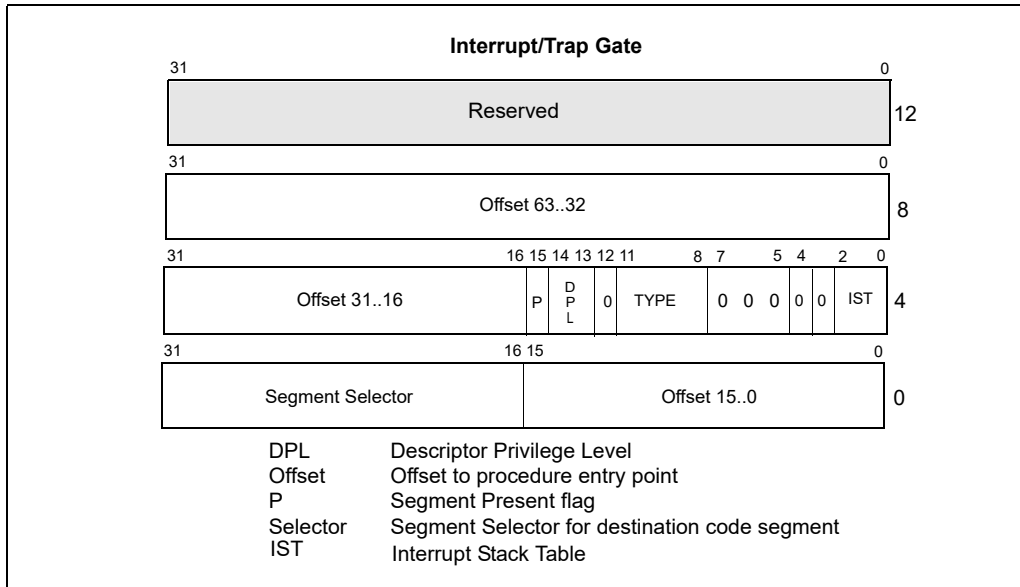 Interrupt/Trap Gate
31 0
Reserved 12
31 0
Offset 63..32 8
31 16 15 14 13 12 11 8 7 5 4 2 0
Offset 31..16 P D P L 0 TYPE 0 0 0 0 0 IST 4
31 16 15 0
Segment Selector Offset 15..0 0
DPL Descriptor Privilege Level
Offset Offset to procedure entry point
P Segment Present flag
Selector Segment Selector for destination code segment
IST Interrupt Stack Table